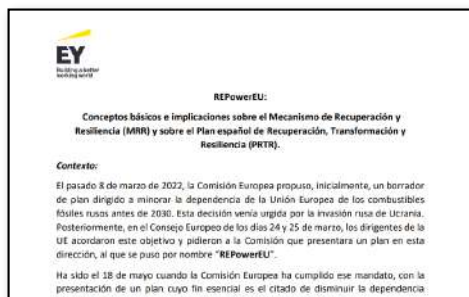 EY
Building a better
working world
REPowerEU:
Conceptos básicos e implicaciones sobre el Mecanismo de Recuperación y
Resiliencia (MRR) y sobre el Plan español de Recuperación, Transformación y
Resiliencia (PRTR).
Contexto:
El pasado 8 de marzo de 2022, la Comisión Europea propuso, inicialmente, un borrador
de plan dirigido a minorar la dependencia de la Unión Europea de los combustibles
fósiles rusos antes de 2030. Esta decisión venía urgida por la invasión rusa de Ucrania.
Posteriormente, en el Consejo Europeo de los días 24 y 25 de marzo, los dirigentes de la
UE acordaron este objetivo y pidieron a la Comisión que presentara un plan en esta
dirección, al que se puso por nombre "REPowerEU".
Ha sido el 18 de mayo cuando la Comisión Europea ha cumplido ese mandato, con la
presentación de un plan cuyo fin esencial es el citado de disminuir la dependencia